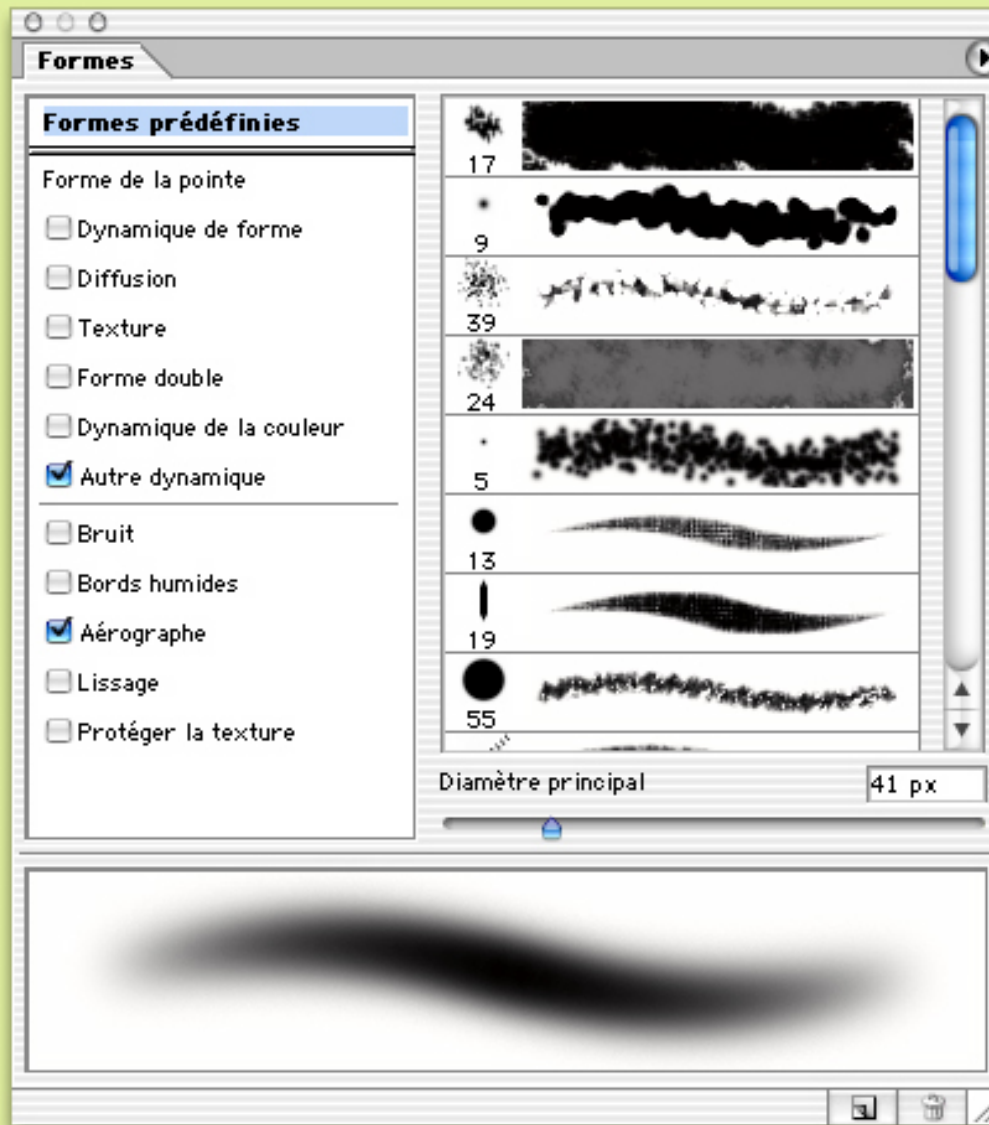 Formes
Formes prédéfinies
Forme de la pointe
Dynamique de forme
Diffusion
Texture
Forme double
Dynamique de la couleur
Autre dynamique
Bruit
Bords humides
Aérographe
Lissage
Protéger la texture
17
9
39
24
5
13
19
55
Diamètre principal
41 px